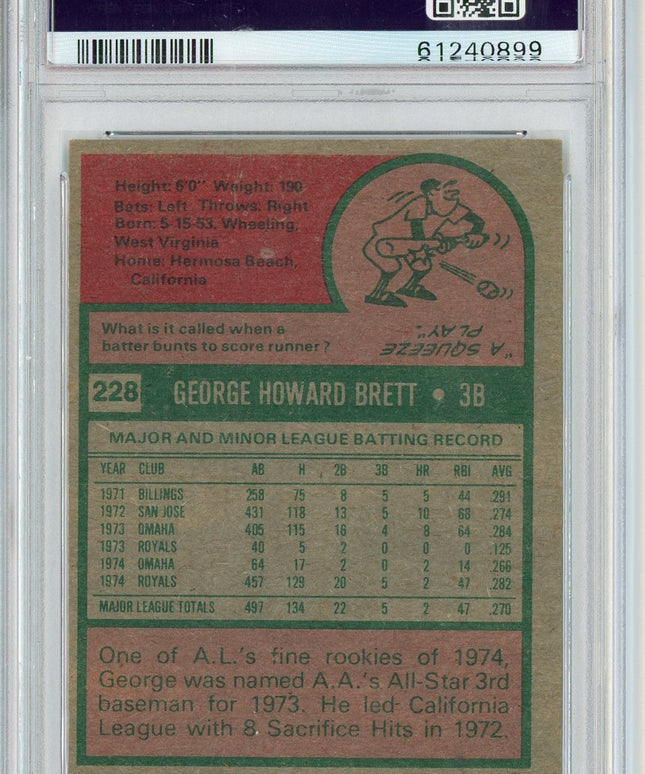 61240899
Height: 6'0" Weight: 190
Bats: Left Throws: Right
Born: 5-15-53, Wheeling,
West Virginia
Home: Hermosa Beach,
California
What is it called when a
batter bunts to score runner?
"A SQUEEZE
PLAY".
228 GEORGE HOWARD BRETT • 3B
MAJOR AND MINOR LEAGUE BATTING RECORD
YEAR CLUB AB H 2B 3B HR RBI AVG
1971 BILLINGS 258 75 8 5 5 44 .291
1972 SAN JOSE 431 118 13 5 10 68 .274
1973 OMAHA 405 115 16 4 8 64 .284
1973 ROYALS 40 5 2 0 0 0 .125
1974 OMAHA 64 17 2 0 2 14 .266
1974 ROYALS 457 129 20 5 2 47 .282
MAJOR LEAGUE TOTALS 497 134 22 5 2 47 .270
One of A.L.'s fine rookies of 1974,
George was named A.A.'s All-Star 3rd
baseman for 1973. He led California
League with 8 Sacrifice Hits in 1972.